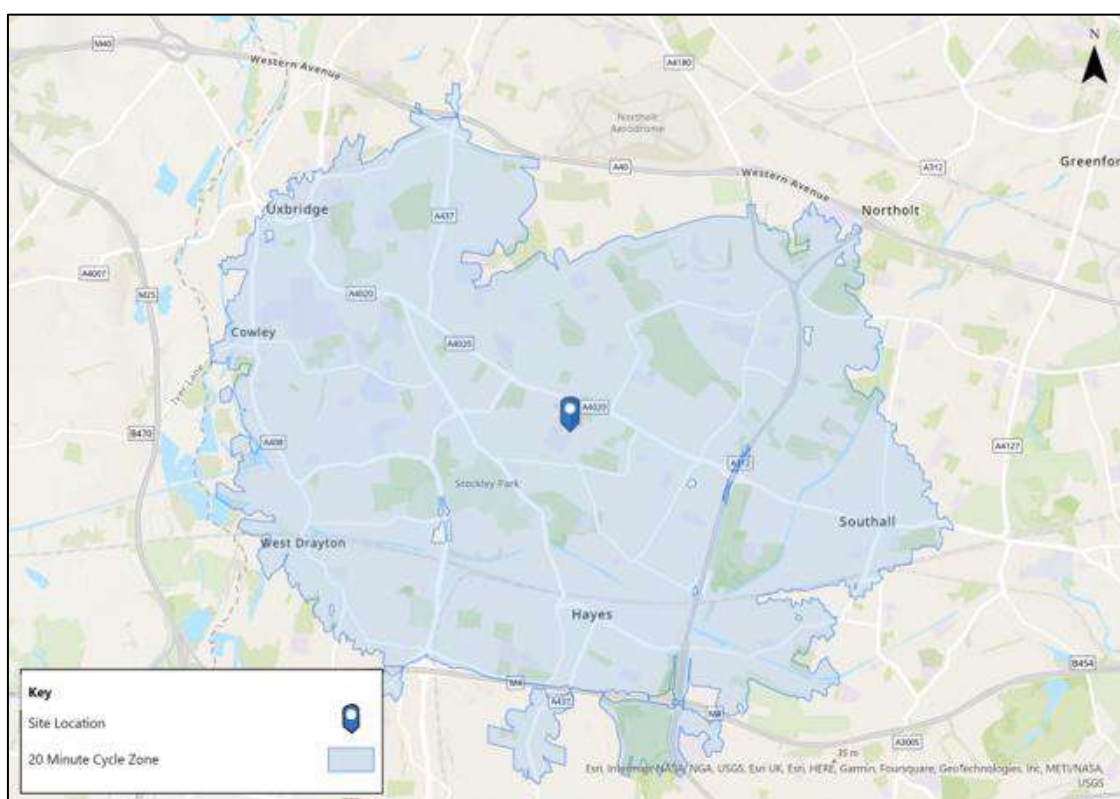 N
M40
Western Avenue
A4180
Northolt
Aerodrome
A40
Western Avenue
A312
Greenfor
Uxbridge
A437
Northolt
A4007
M25
A4020
Cowley
A4020
Iver Lane
A4020
B470
A408
A4127
A312
Stockley Park
Southall
West Drayton
Hayes
M4
A437
M4
B454
A3005
35 m
Key
Site Location
20 Minute Cycle Zone
Esri, Intermap, NASA, NGA, USGS, Esri UK, Esri, HERE, Garmin, Foursquare, GeoTechnologies, Inc, METI/NASA,
USGS